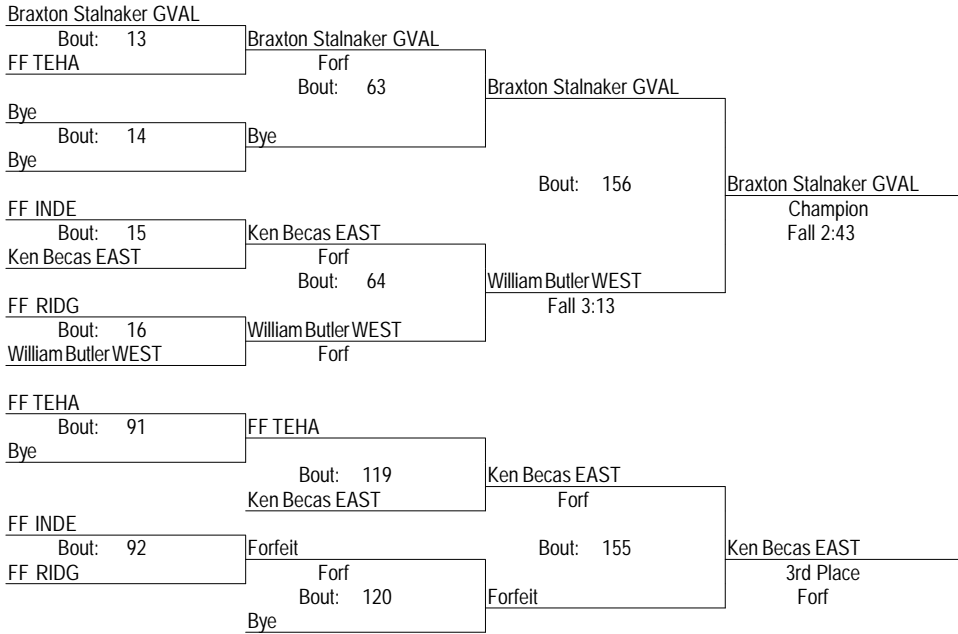 Braxton Stalnaker GVAL
Bout: 13
FF TEHA
Braxton Stalnaker GVAL
Forf
Bout: 63
Braxton Stalnaker GVAL
Bye
Bout: 14
Bye
Bye
Bout: 156
Braxton Stalnaker GVAL
Champion
Fall 2:43
FF INDE
Bout: 15
Ken Becas EAST
Ken Becas EAST
Forf
Bout: 64
William Butler WEST
Fall 3:13
FF RIDG
Bout: 16
William Butler WEST
William Butler WEST
Forf
FF TEHA
Bout: 91
Bye
FF TEHA
Bout: 119
Ken Becas EAST
Ken Becas EAST
Forf
FF INDE
Bout: 92
FF RIDG
Forfeit
Forf
Bout: 120
Bye
Bout: 155
Forfeit
Ken Becas EAST
3rd Place
Forf